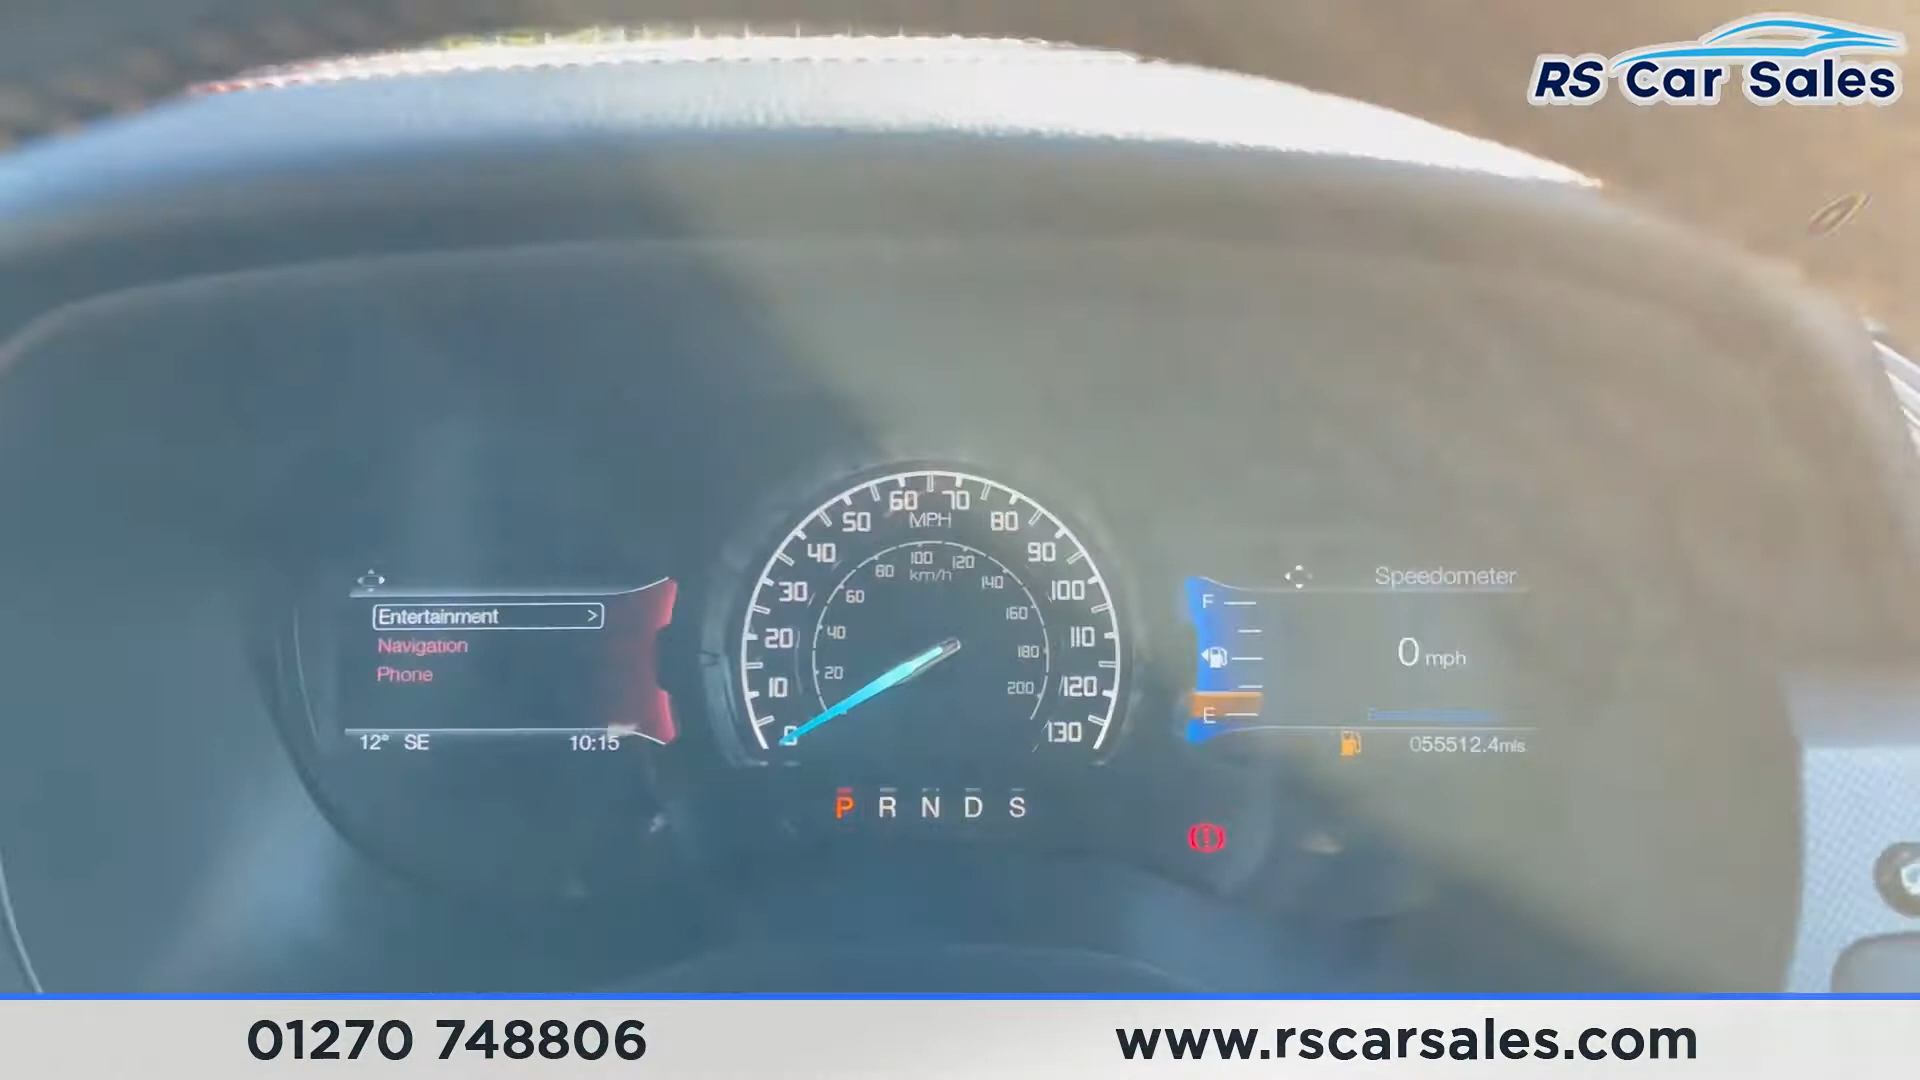 RS Car Sales
60 70
50 MPH 80
40 100 120 90
80 km/h 140
30 60 100
160
20 40 110
180
20
10 200 120
0 130
Entertainment >
Navigation
Phone
12° SE 10:15
Speedometer
F
0 mph
E
055512.4mls
P R N D S
01270 748806
www.rscarsales.com